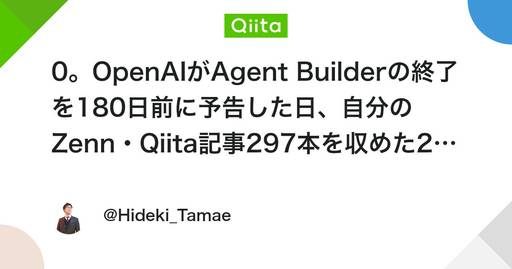 Qiita
0。OpenAIがAgent Builderの終了
を180日前に予告した日、自分の
Zenn・Qiita記事297本を収めた2…
@Hideki_Tamae